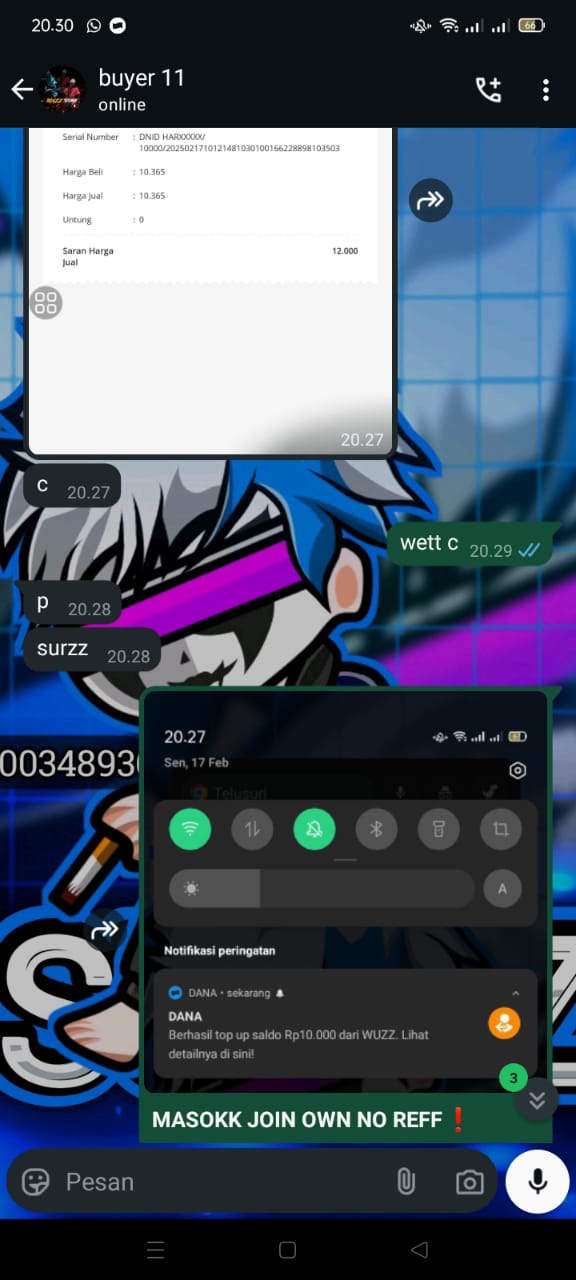 20.30
66
buyer 11
online
Serial Number : DNID HARXXXXX/
10000/20250217101214810301001662288981 03503
Harga Beli : 10.365
Harga Jual : 10.365
Untung : 0
Saran Harga 12.000
Jual
20.27
c 20.27
wett c 20.29
p 20.28
surzz 20.28
20.27
Sen, 17 Feb
Telusuri
0034893
A
Notifikasi peringatan
DANA • sekarang
DANA
Berhasil top up saldo Rp10.000 dari WUZZ. Lihat
detailnya di sini!
3
MASOKK JOIN OWN NO REFF❗
Pesan